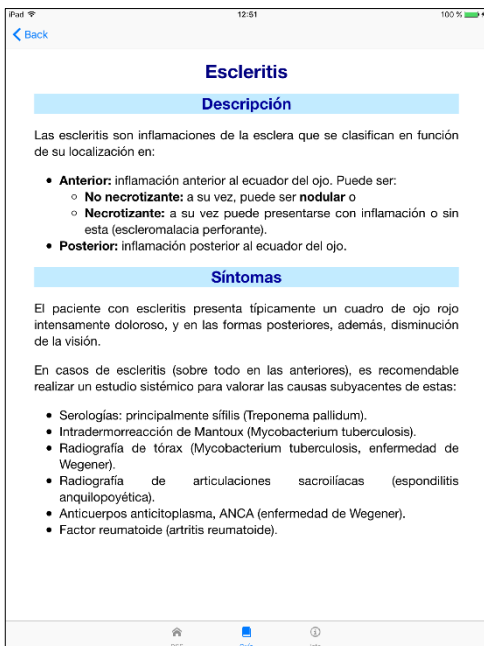 iPad
12:51
100 %
Back
Escleritis
Descripción
Las escleritis son inflamaciones de la esclera que se clasifican en función
de su localización en:
• Anterior: inflamación anterior al ecuador del ojo. Puede ser:
○ No necrotizante: a su vez, puede ser nodular o
○ Necrotizante: a su vez puede presentarse con inflamación o sin
esta (escleromalacia perforante).
• Posterior: inflamación posterior al ecuador del ojo.
Síntomas
El paciente con escleritis presenta típicamente un cuadro de ojo rojo
intensamente doloroso, y en las formas posteriores, además, disminución
de la visión.
En casos de escleritis (sobre todo en las anteriores), es recomendable
realizar un estudio sistémico para valorar las causas subyacentes de estas:
• Serologías: principalmente sífilis (Treponema pallidum).
• Intradermorreacción de Mantoux (Mycobacterium tuberculosis).
• Radiografía de tórax (Mycobacterium tuberculosis, enfermedad de
Wegener).
• Radiografía de articulaciones sacroilíacas (espondilitis
anquilopoyética).
• Anticuerpos anticitoplasma, ANCA (enfermedad de Wegener).
• Factor reumatoide (artritis reumatoide).